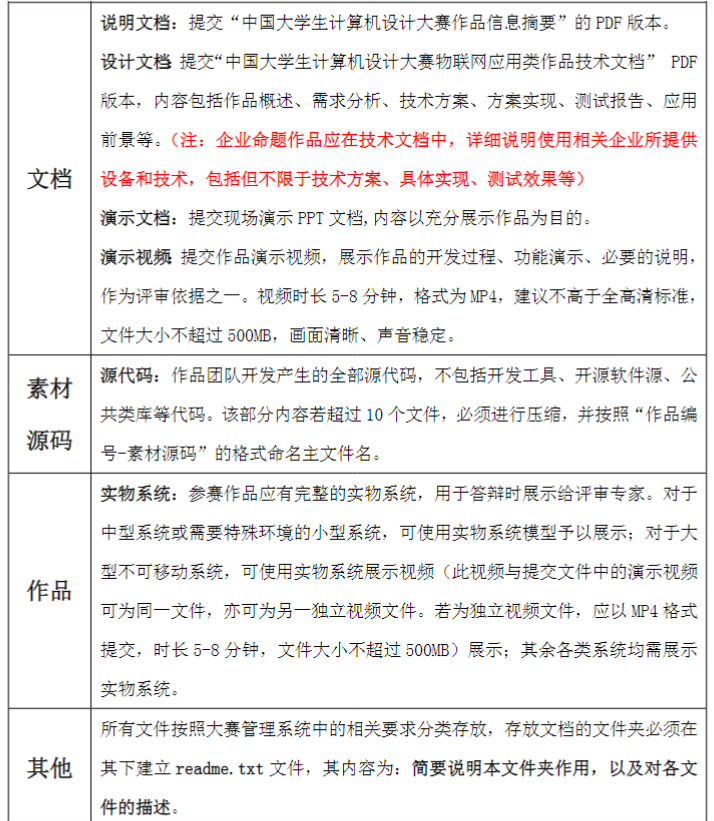 文档
说明文档：提交“中国大学生计算机设计大赛作品信息摘要”的 PDF 版本。
设计文档：提交“中国大学生计算机设计大赛物联网应用类作品技术文档” PDF
版本，内容包括作品概述、需求分析、技术方案、方案实现、测试报告、应用
前景等。（注：企业命题作品应在技术文档中，详细说明使用相关企业所提供
设备和技术，包括但不限于技术方案、具体实现、测试效果等）
演示文档：提交现场演示 PPT 文档,内容以充分展示作品为目的。
演示视频：提交作品演示视频，展示作品的开发过程、功能演示、必要的说明，
作为评审依据之一。视频时长 5-8 分钟，格式为 MP4，建议不高于全高清标准，
文件大小不超过 500MB，画面清晰、声音稳定。
素材
源码
源代码：作品团队开发产生的全部源代码，不包括开发工具、开源软件源、公
共类库等代码。该部分内容若超过 10 个文件，必须进行压缩，并按照“作品编
号-素材源码”的格式命名主文件名。
作品
实物系统：参赛作品应有完整的实物系统，用于答辩时展示给评审专家。对于
中型系统或需要特殊环境的小型系统，可使用实物系统模型予以展示；对于大
型不可移动系统，可使用实物系统展示视频（此视频与提交文件中的演示视频
可为同一文件，亦可为另一独立视频文件。若为独立视频文件，应以 MP4 格式
提交，时长 5-8 分钟，文件大小不超过 500MB）展示；其余各类系统均需展示
实物系统。
其他
所有文件按照大赛管理系统中的相关要求分类存放，存放文档的文件夹必须在
其下建立 readme.txt 文件，其内容为：简要说明本文件夹作用，以及对各文
件的描述。